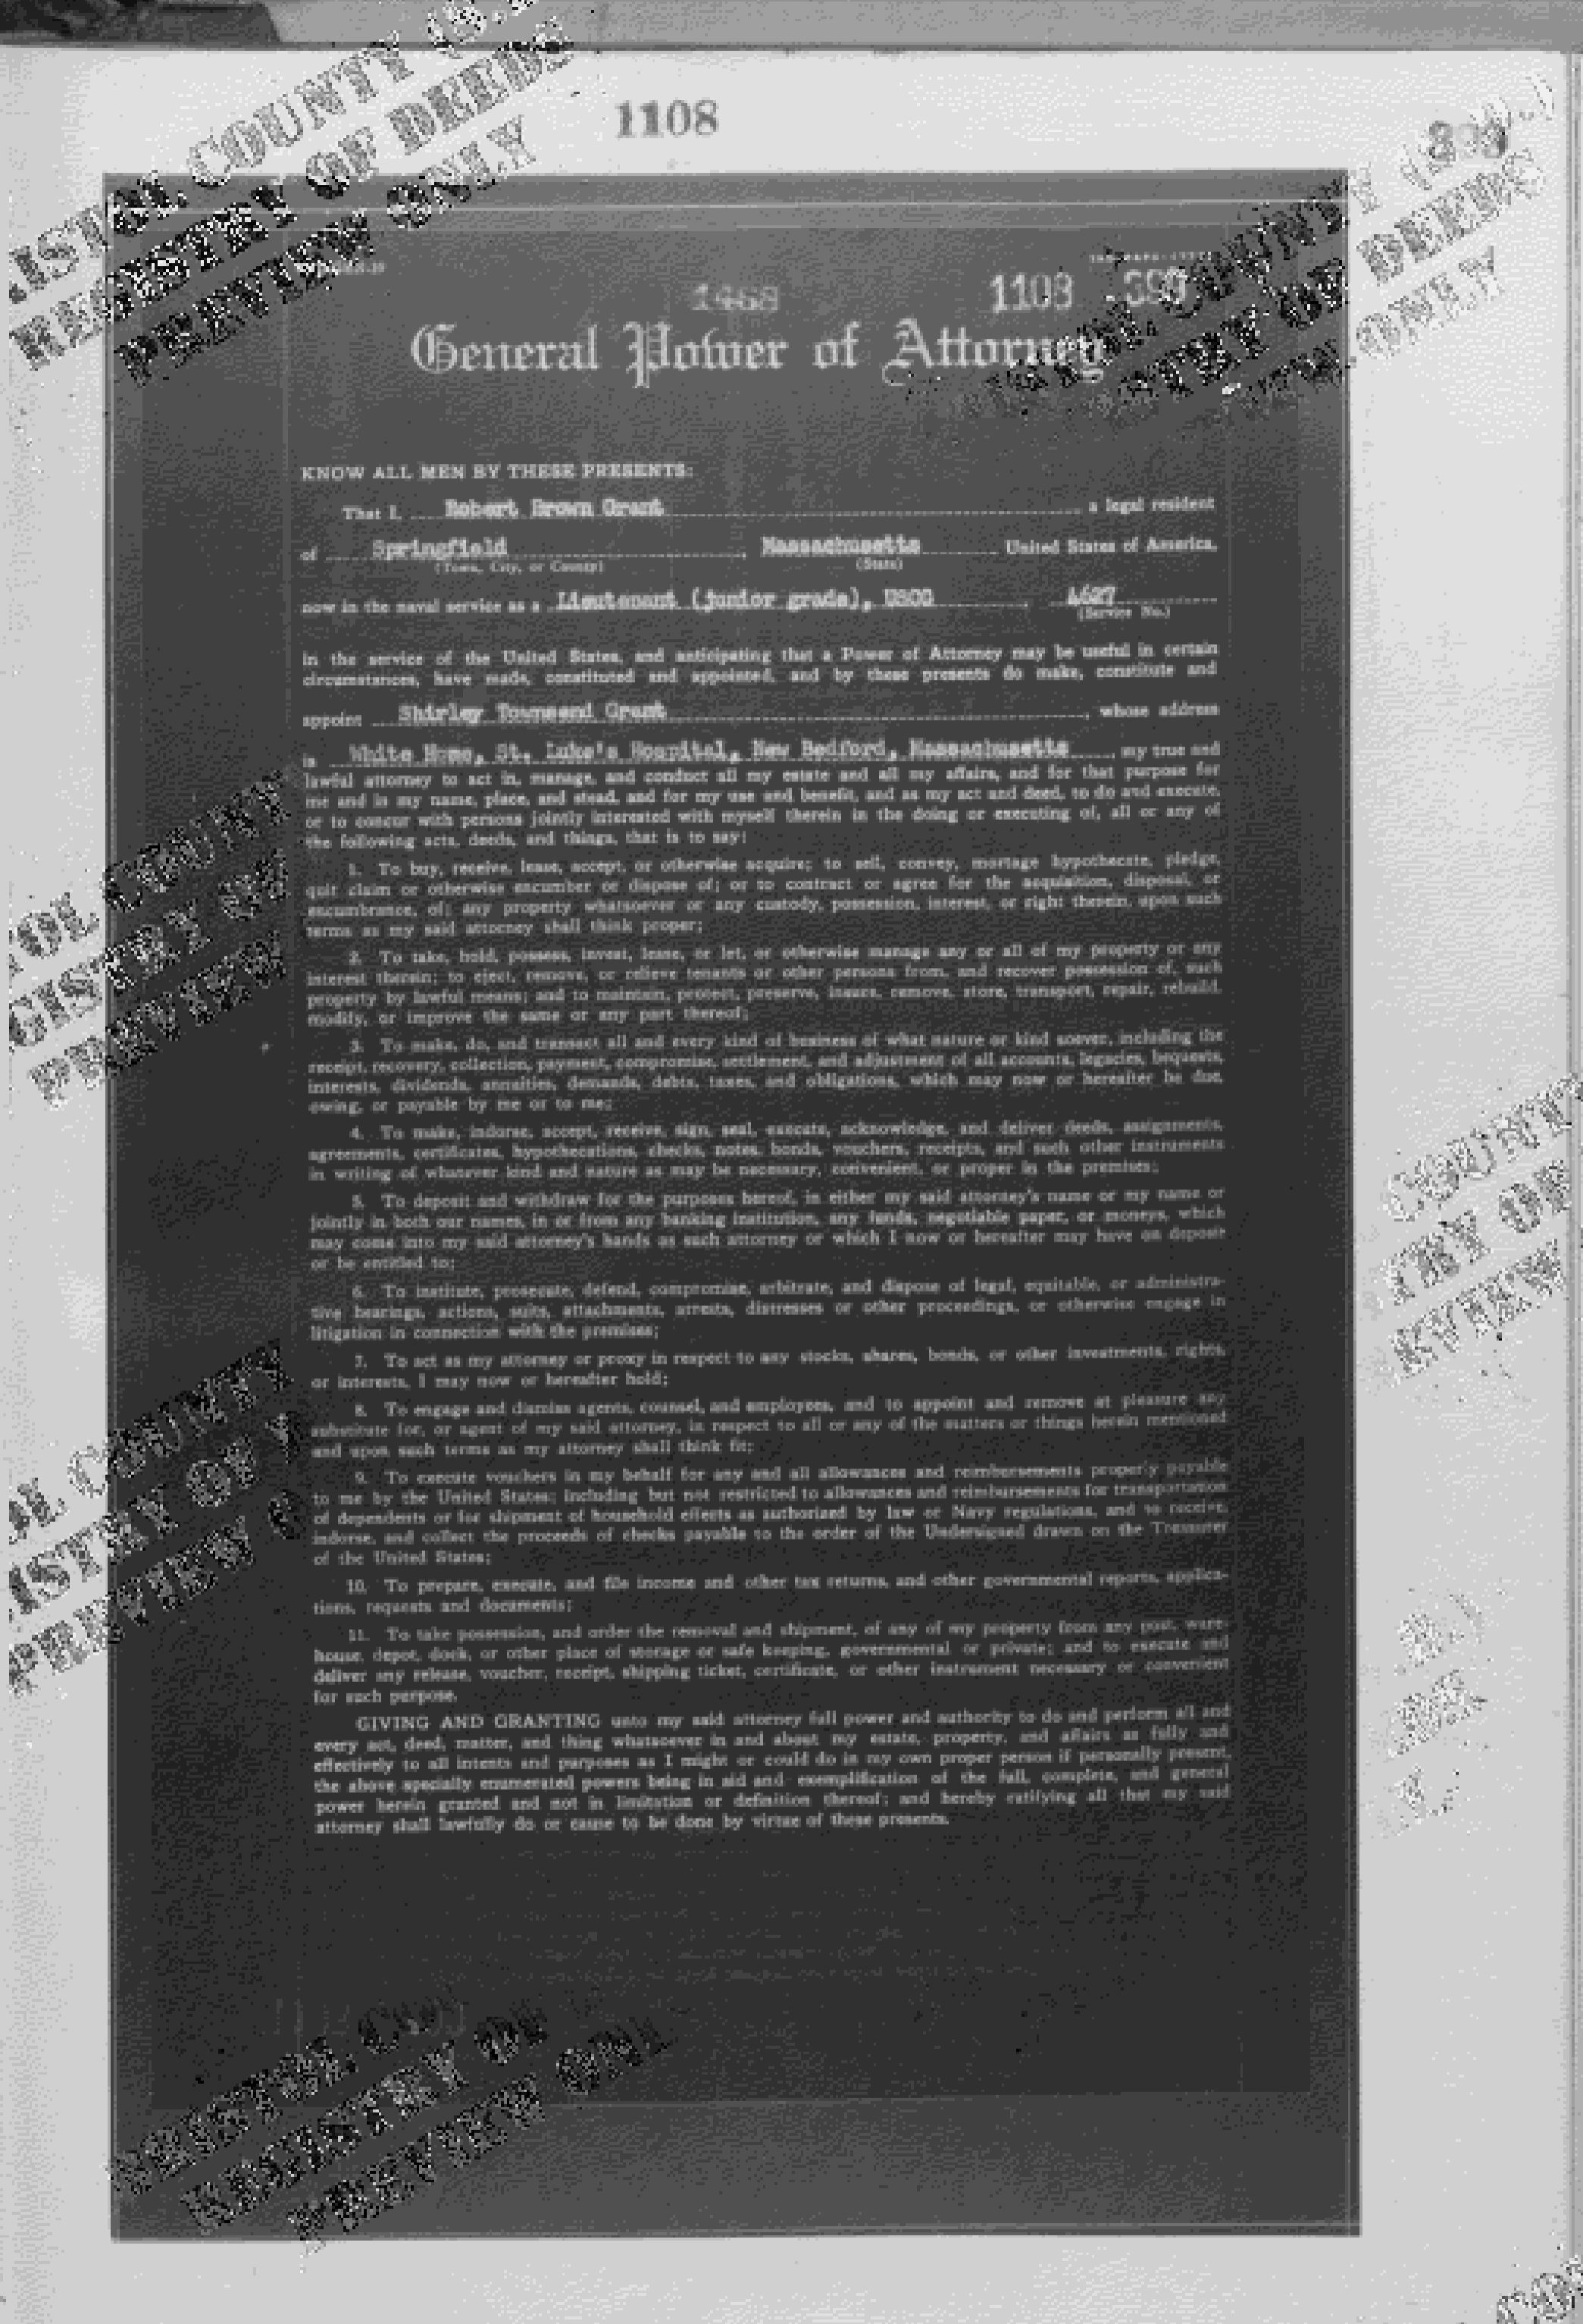 1108
1468 1108
General Power of Attorney
KNOW ALL MEN BY THESE PRESENTS:
That I, Robert Brown Grant a legal resident
of Springfield, Massachusetts United States of America,
(Town, City, or County) (State)
now in the naval service as a Lieutenant (junior grade), USCG, 4627
(Service No.)
in the service of the United States, and anticipating that a Power of Attorney may be useful in certain
circumstances, have made, constituted and appointed, and by these presents do make, constitute and
appoint Shirley Townsend Grant, whose address
is White Home, St. Luke's Hospital, New Bedford, Massachusetts, my true and
lawful attorney to act in, manage, and conduct all my estate and all my affairs, and for that purpose for
me and in my name, place, and stead, and for my use and benefit, and as my act and deed, to do and execute,
or to concur with persons jointly interested with myself therein in the doing or executing of, all or any of
the following acts, deeds, and things, that is to say:
1. To buy, receive, lease, accept, or otherwise acquire; to sell, convey, mortage hypothecate, pledge,
quit claim or otherwise encumber or dispose of; or to contract or agree for the acquisition, disposal, or
encumbrance, of; any property whatsoever or any custody, possession, interest, or right therein, upon such
terms as my said attorney shall think proper;
2. To take, hold, possess, invest, lease, or let, or otherwise manage any or all of my property or any
interest therein; to eject, remove, or relieve tenants or other persons from, and recover possession of, such
property by lawful means; and to maintain, protect, preserve, insure, remove, store, transport, repair, rebuild,
modify, or improve the same or any part thereof;
3. To make, do, and transact all and every kind of business of what nature or kind soever, including the
receipt, recovery, collection, payment, compromise, settlement, and adjustment of all accounts, legacies, bequests,
interests, dividends, annuities, demands, debts, taxes, and obligations, which may now or hereafter be due,
owing, or payable by me or to me;
4. To make, indorse, accept, receive, sign, seal, execute, acknowledge, and deliver deeds, assignments,
agreements, certificates, hypothecations, checks, notes, bonds, vouchers, receipts, and such other instruments
in writing of whatever kind and nature as may be necessary, convenient, or proper in the premises;
5. To deposit and withdraw for the purposes hereof, in either my said attorney's name or my name or
jointly in both our names, in or from any banking institution, any funds, negotiable paper, or moneys, which
may come into my said attorney's hands as such attorney or which I now or hereafter may have on deposit
or be entitled to;
6. To institute, prosecute, defend, compromise, arbitrate, and dispose of legal, equitable, or administra-
tive hearings, actions, suits, attachments, arrests, distresses or other proceedings, or otherwise engage in
litigation in connection with the premises;
7. To act as my attorney or proxy in respect to any stocks, shares, bonds, or other investments, rights,
or interests, I may now or hereafter hold;
8. To engage and dismiss agents, counsel, and employees, and to appoint and remove at pleasure any
substitute for, or agent of my said attorney, in respect to all or any of the matters or things herein mentioned
and upon such terms as my attorney shall think fit;
9. To execute vouchers in my behalf for any and all allowances and reimbursements properly payable
to me by the United States; including but not restricted to allowances and reimbursements for transportation
of dependents or for shipment of household effects as authorized by law or Navy regulations, and to receive,
indorse, and collect the proceeds of checks payable to the order of the Undersigned drawn on the Treasurer
of the United States;
10. To prepare, execute, and file income and other tax returns, and other governmental reports, applica-
tions, requests and documents;
11. To take possession, and order the removal and shipment, of any of my property from any post, ware-
house, depot, dock, or other place of storage or safe keeping, governmental or private; and to execute and
deliver any release, voucher, receipt, shipping ticket, certificate, or other instrument necessary or convenient
for such purpose.
GIVING AND GRANTING unto my said attorney full power and authority to do and perform all and
every act, deed, matter, and thing whatsoever in and about my estate, property, and affairs as fully and
effectively to all intents and purposes as I might or could do in my own proper person if personally present,
the above specially enumerated powers being in aid and exemplification of the full, complete, and general
power herein granted and not in limitation or definition thereof; and hereby ratifying all that my said
attorney shall lawfully do or cause to be done by virtue of these presents.